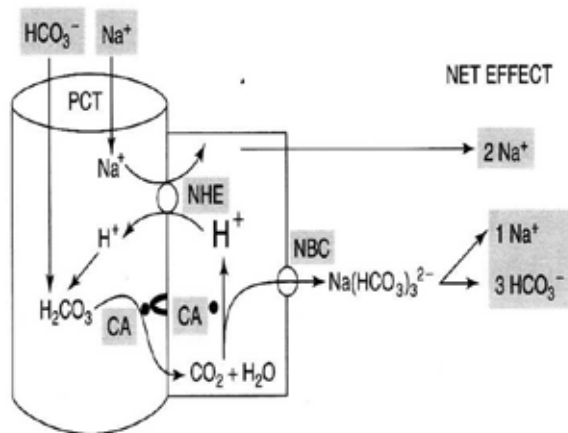 HCO₃⁻ Na⁺
NET EFFECT
PCT
Na⁺
2 Na⁺
NHE
H⁺ H⁺
NBC
1 Na⁺
H₂CO₃ CA CA Na(HCO₃)₃²⁻
3 HCO₃⁻
CO₂ + H₂O